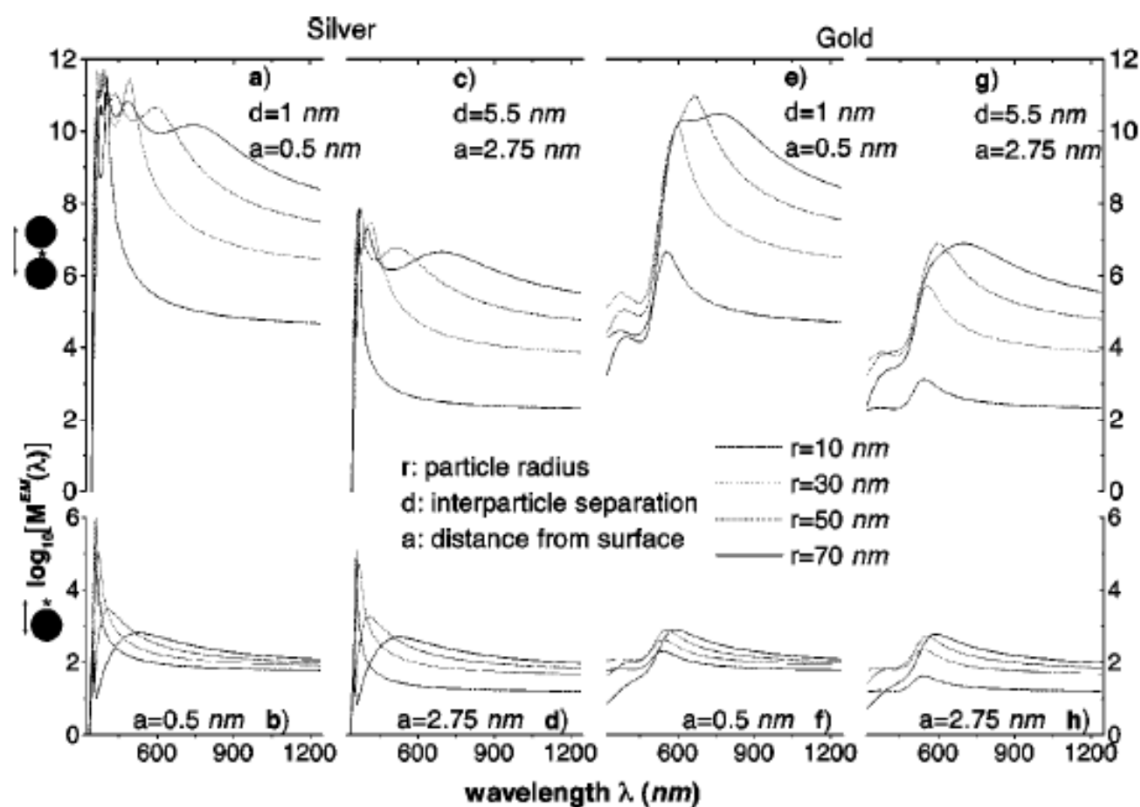 Silver
Gold
a)
d=1 nm
a=0.5 nm
c)
d=5.5 nm
a=2.75 nm
e)
d=1 nm
a=0.5 nm
g)
d=5.5 nm
a=2.75 nm
12
10
8
6
4
2
0
12
10
8
6
4
2
0
log₁₀[Mᴱᴹ(λ)]
r: particle radius
d: interparticle separation
a: distance from surface
r=10 nm
r=30 nm
r=50 nm
r=70 nm
6
4
2
0
6
4
2
0
a=0.5 nm b)
a=2.75 nm d)
a=0.5 nm f)
a=2.75 nm h)
600 900 1200 600 900 1200 600 900 1200 600 900 1200
wavelength λ (nm)